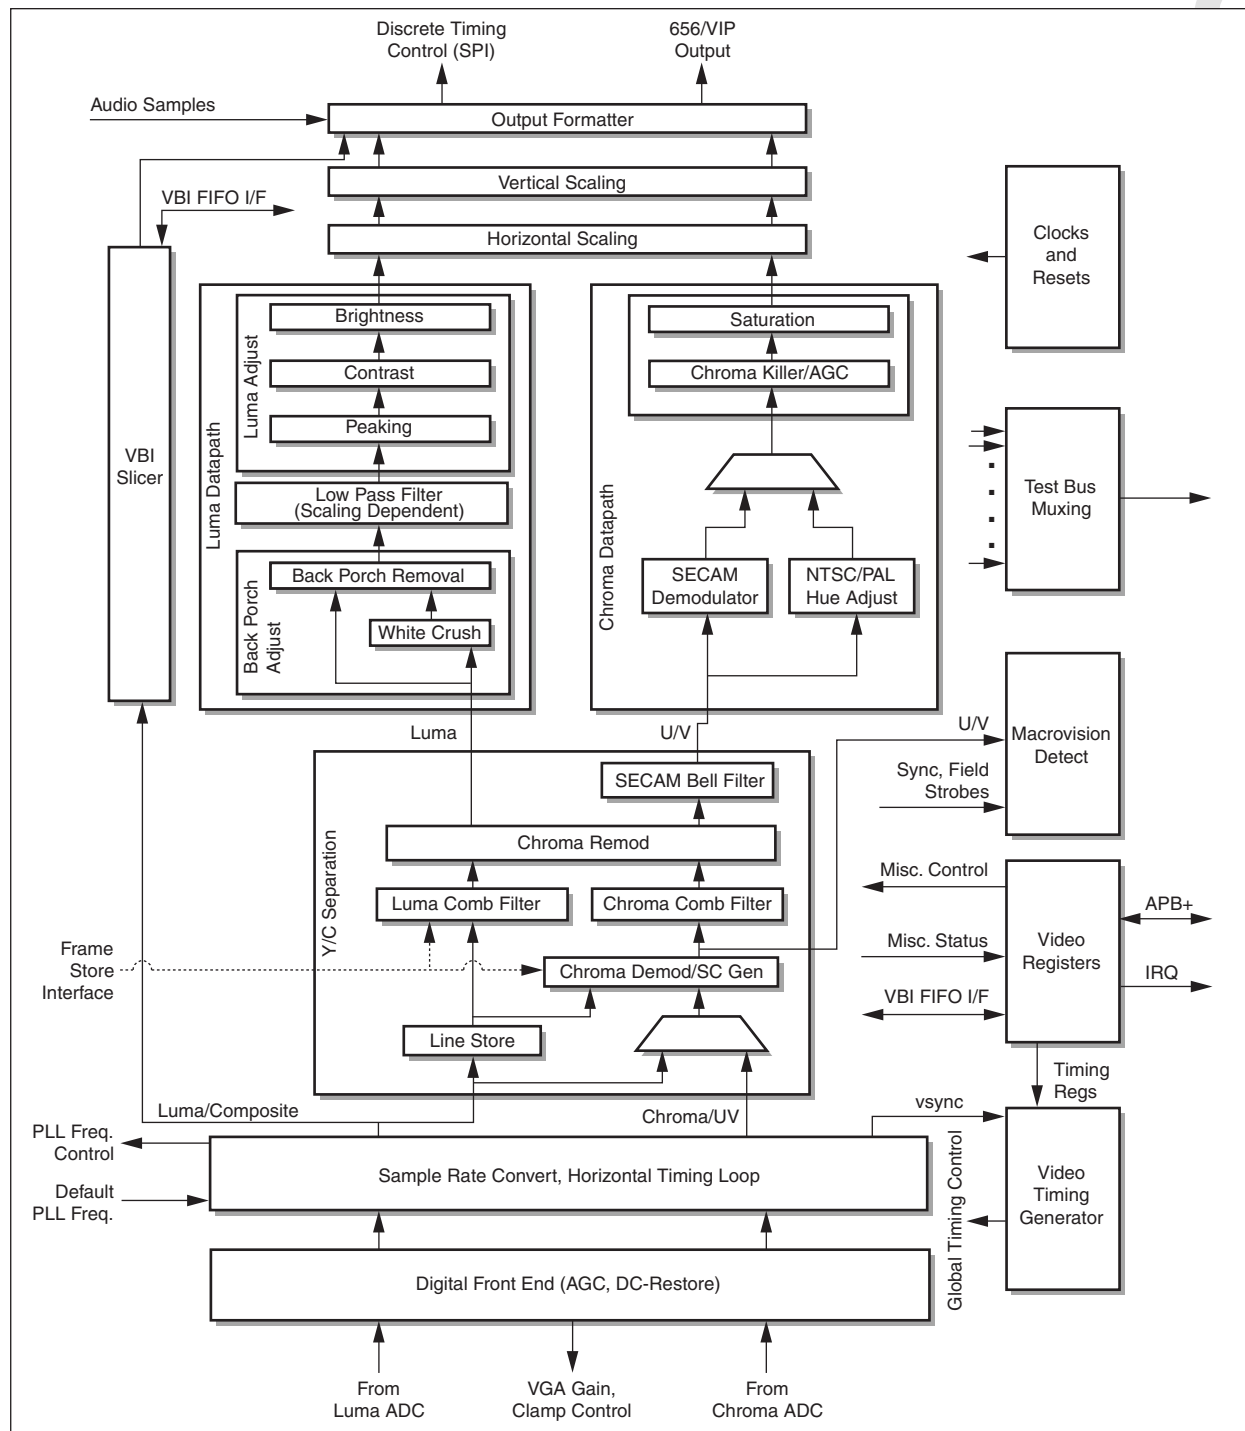 Discrete Timing
Control (SPI)
656/VIP
Output
Audio Samples
Output Formatter
Vertical Scaling
VBI FIFO I/F
Horizontal Scaling
Clocks
and
Resets
Brightness
Contrast
Peaking
Luma Adjust
Low Pass Filter
(Scaling Dependent)
Luma Datapath
Back Porch Removal
White Crush
Back Porch
Adjust
VBI
Slicer
Saturation
Chroma Killer/AGC
SECAM
Demodulator
NTSC/PAL
Hue Adjust
Chroma Datapath
Test Bus
Muxing
Luma
U/V
U/V
Macrovision
Detect
Sync, Field
Strobes
SECAM Bell Filter
Chroma Remod
Luma Comb Filter
Chroma Comb Filter
Y/C Separation
Chroma Demod/SC Gen
Line Store
Frame
Store
Interface
Misc. Control
APB+
Misc. Status
Video
Registers
IRQ
VBI FIFO I/F
Timing
Regs
Luma/Composite
Chroma/UV
vsync
PLL Freq.
Control
Default
PLL Freq.
Sample Rate Convert, Horizontal Timing Loop
Global Timing Control
Video
Timing
Generator
Digital Front End (AGC, DC-Restore)
From
Luma ADC
VGA Gain,
Clamp Control
From
Chroma ADC